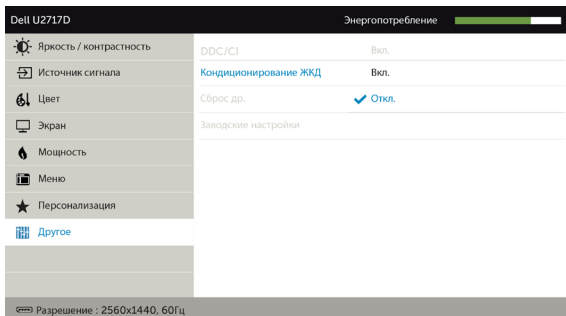 Dell U2717D Энергопотребление
Яркость / контрастность DDC/CI Вкл.
Источник сигнала Кондиционирование ЖКД Вкл.
Цвет Сброс др. Откл.
Экран Заводские настройки
Мощность
Меню
Персонализация
Другое
Разрешение : 2560x1440, 60Гц